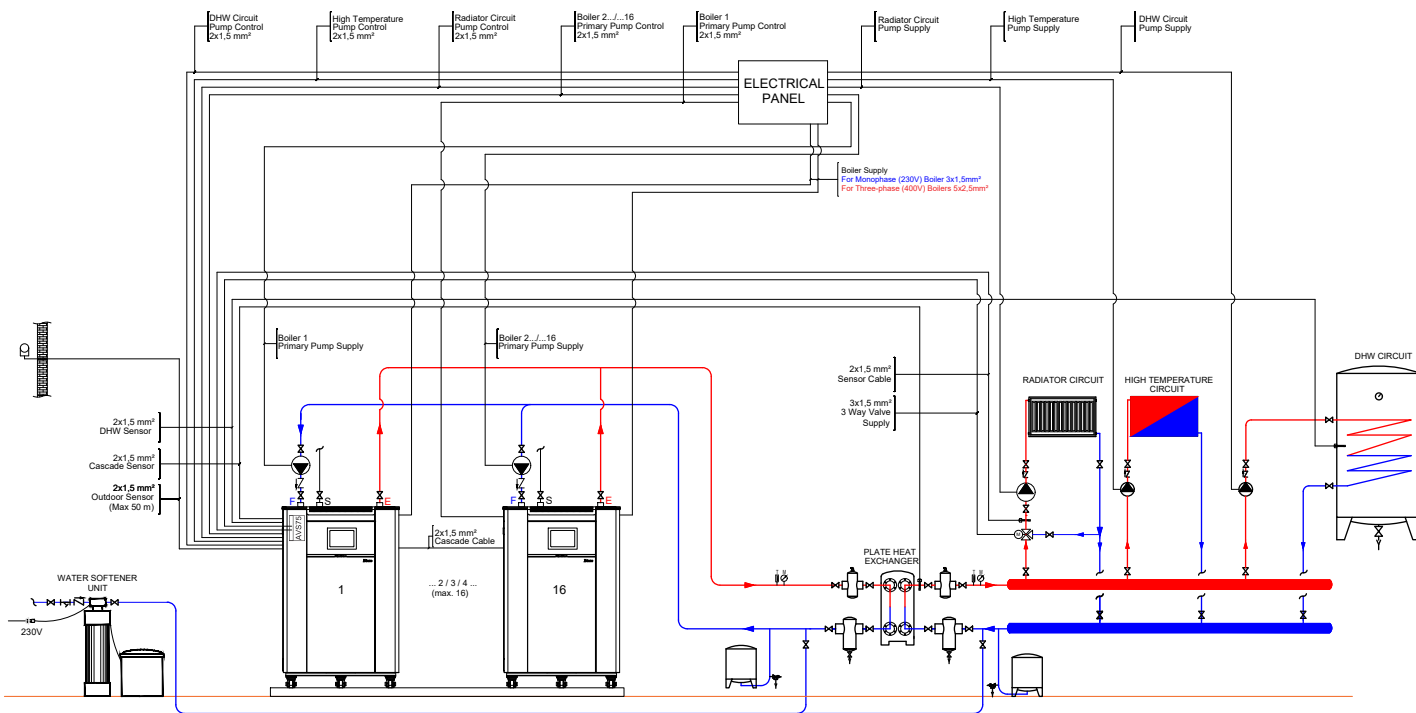 DHW Circuit
Pump Control
2x1,5 mm²
High Temperature
Pump Control
2x1,5 mm²
Radiator Circuit
Pump Control
2x1,5 mm²
Boiler 2.../...16
Primary Pump Control
2x1,5 mm²
Boiler 1
Primary Pump Control
2x1,5 mm²
Radiator Circuit
Pump Supply
High Temperature
Pump Supply
DHW Circuit
Pump Supply
ELECTRICAL
PANEL
Boiler Supply
For Monophase (230V) Boiler 3x1,5mm²
For Three-phase (400V) Boilers 5x2,5mm²
Boiler 1
Primary Pump Supply
Boiler 2.../...16
Primary Pump Supply
2x1,5 mm²
Sensor Cable
3x1,5 mm²
3 Way Valve
Supply
RADIATOR CIRCUIT
HIGH TEMPERATURE
CIRCUIT
DHW CIRCUIT
2x1,5 mm²
DHW Sensor
2x1,5 mm²
Cascade Sensor
2x1,5 mm²
Outdoor Sensor
(Max 50 m)
F
S
E
F
S
E
AVS75
2x1,5 mm²
Cascade Cable
M
1
... 2 / 3 / 4 ...
(max. 16)
16
PLATE HEAT
EXCHANGER
T
M
T
M
WATER SOFTENER
UNIT
230V